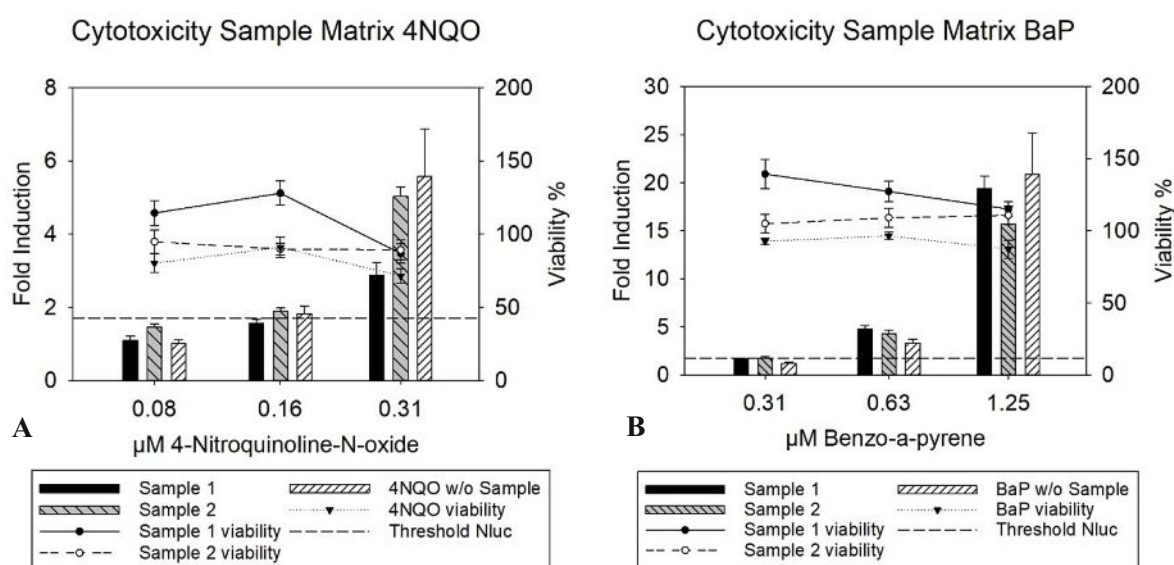 Cytotoxicity Sample Matrix 4NQO
8
6
4
2
0
Fold Induction
200
150
100
50
0
Viability %
0.08 0.16 0.31
A
µM 4-Nitroquinoline-N-oxide
Sample 1
Sample 2
Sample 1 viability
Sample 2 viability
4NQO w/o Sample
4NQO viability
Threshold Nluc
Cytotoxicity Sample Matrix BaP
30
25
20
15
10
5
0
Fold Induction
200
150
100
50
0
Viability %
0.31 0.63 1.25
B
µM Benzo-a-pyrene
Sample 1
Sample 2
Sample 1 viability
Sample 2 viability
BaP w/o Sample
BaP viability
Threshold Nluc